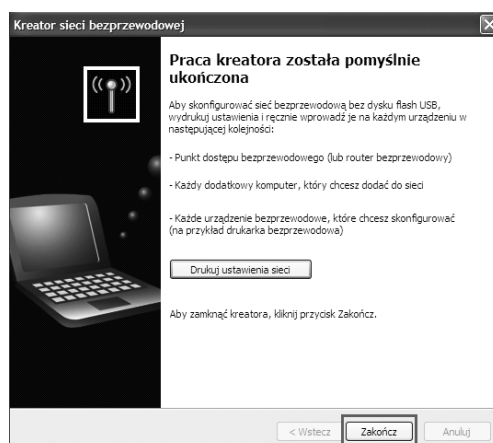 Kreator sieci bezprzewodowej
Praca kreatora została pomyślnie
ukończona
Aby skonfigurować sieć bezprzewodową bez dysku flash USB,
wydrukuj ustawienia i ręcznie wprowadź je na każdym urządzeniu w
następującej kolejności:
- Punkt dostępu bezprzewodowego (lub router bezprzewodowy)
- Każdy dodatkowy komputer, który chcesz dodać do sieci
- Każde urządzenie bezprzewodowe, które chcesz skonfigurować
(na przykład drukarka bezprzewodowa)
Drukuj ustawienia sieci
Aby zamknąć kreatora, kliknij przycisk Zakończ.
< Wstecz Zakończ Anuluj